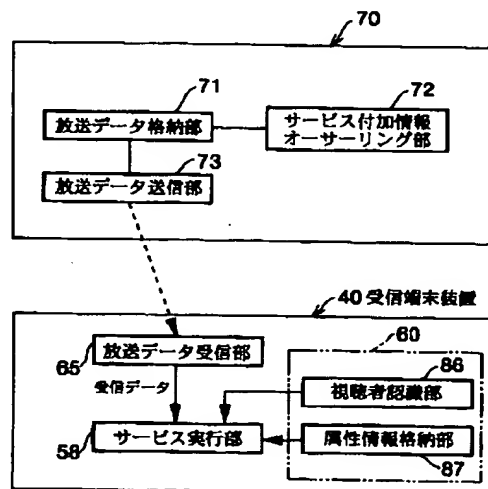 70
71
72
放送データ格納部
サービス付加情報
オーサリング部
73
放送データ送信部
40 受信端末装置
60
65
放送データ受信部
86
視聴者認識部
受信データ
58
サービス実行部
属性情報格納部
87